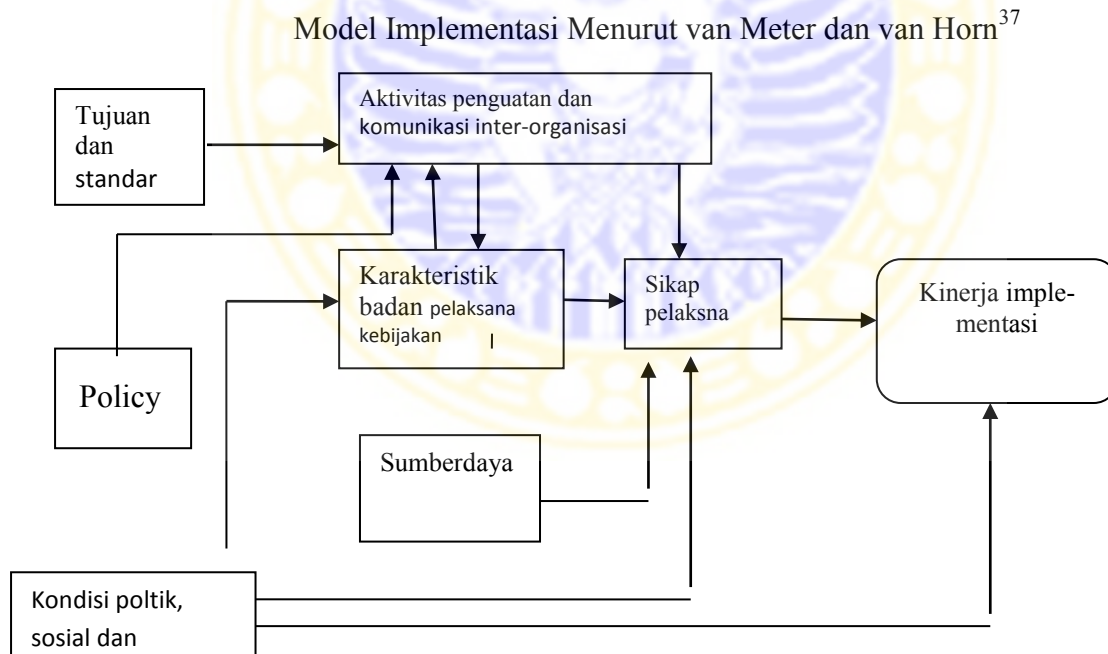 Model Implementasi Menurut van Meter dan van Horn37
Tujuan
dan
standar
Aktivitas penguatan dan
komunikasi inter-organisasi
Karakteristik
badan pelaksana
kebijakan I
Sikap
pelaksna
Kinerja imple-
mentasi
Policy
Sumberdaya
Kondisi poltik,
sosial dan